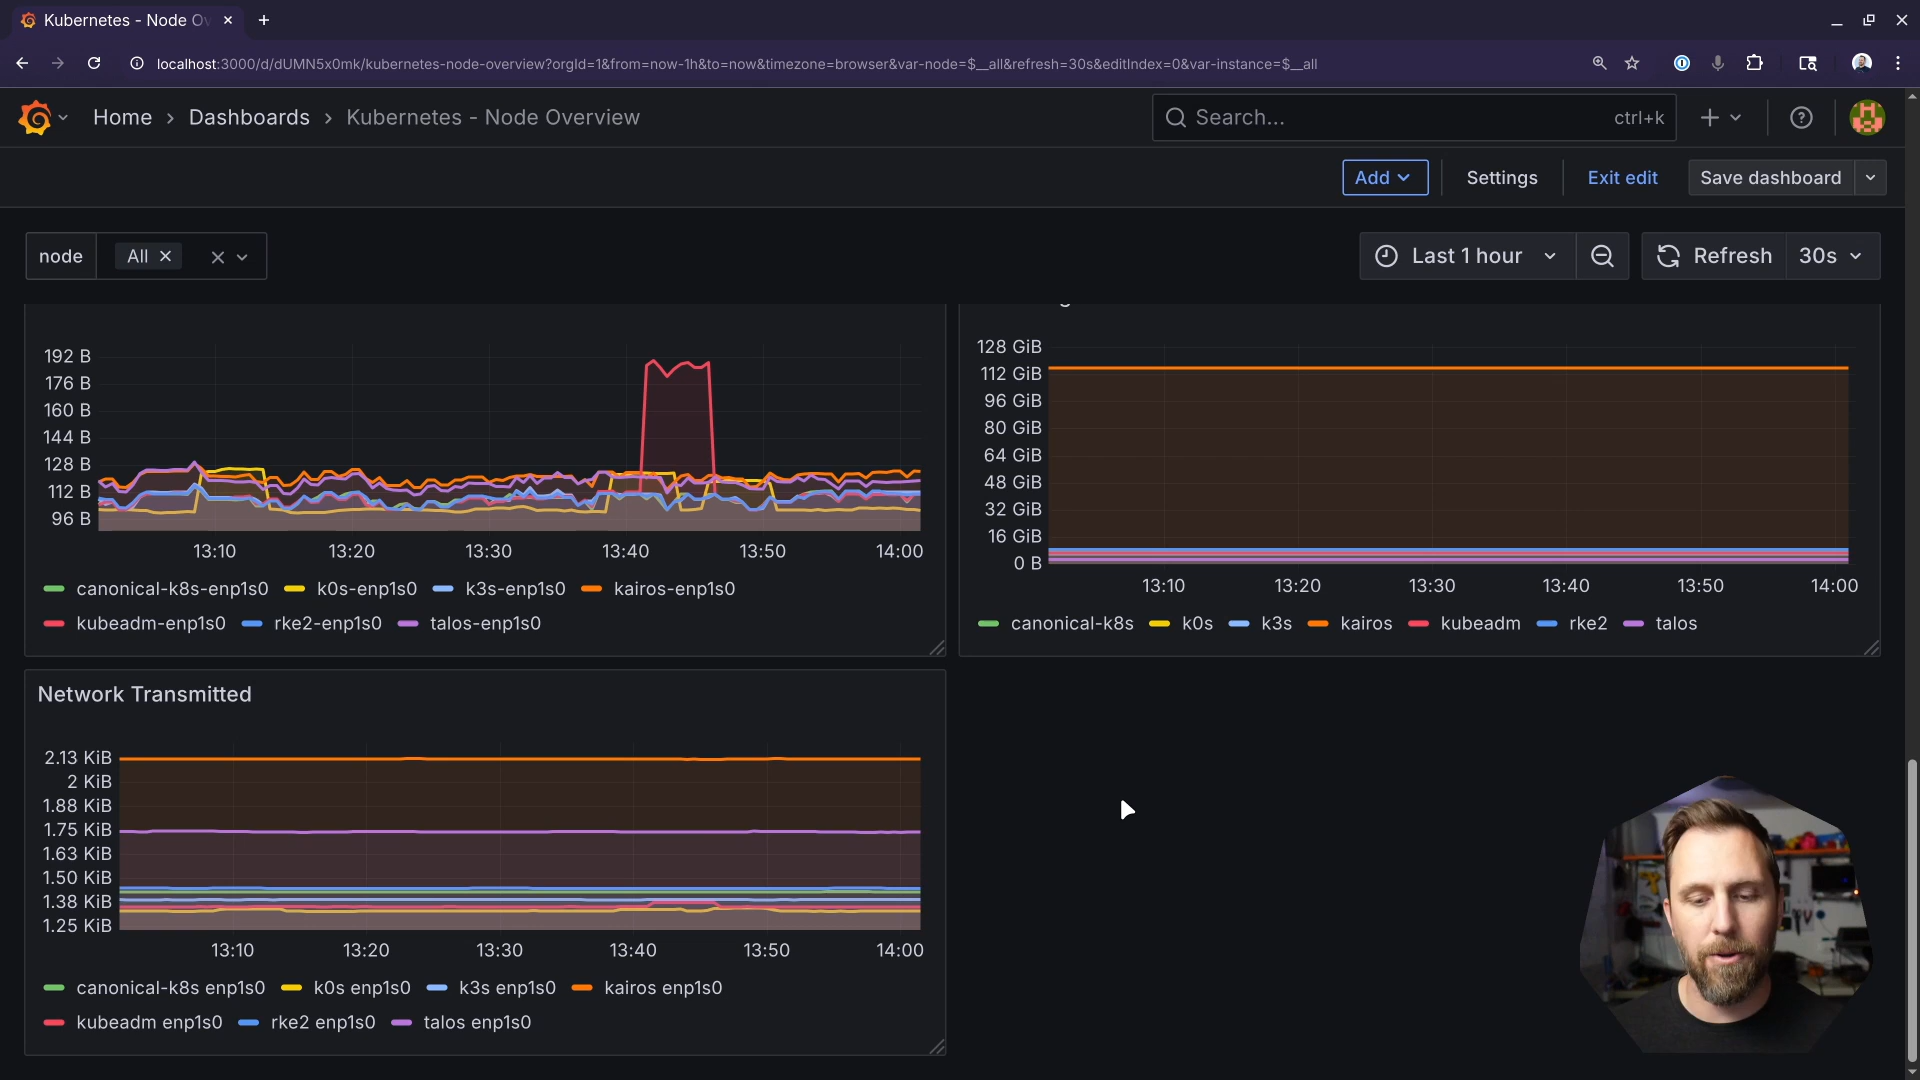 Kubernetes - Node Ov
localhost:3000/d/dUMN5x0mk/kubernetes-node-overview?orgId=1&from=now-1h&to=now&timezone=browser&var-node=$__all&refresh=30s&editIndex=0&var-instance=$__all
Home › Dashboards › Kubernetes - Node Overview
Search... ctrl+k
Add Settings Exit edit Save dashboard
node All Last 1 hour Refresh 30s
192 B
176 B
160 B
144 B
128 B
112 B
96 B
13:10 13:20 13:30 13:40 13:50 14:00
canonical-k8s-enp1s0 k0s-enp1s0 k3s-enp1s0 kairos-enp1s0
kubeadm-enp1s0 rke2-enp1s0 talos-enp1s0
128 GiB
112 GiB
96 GiB
80 GiB
64 GiB
48 GiB
32 GiB
16 GiB
0 B
13:10 13:20 13:30 13:40 13:50 14:00
canonical-k8s k0s k3s kairos kubeadm rke2 talos
Network Transmitted
2.13 KiB
2 KiB
1.88 KiB
1.75 KiB
1.63 KiB
1.50 KiB
1.38 KiB
1.25 KiB
13:10 13:20 13:30 13:40 13:50 14:00
canonical-k8s enp1s0 k0s enp1s0 k3s enp1s0 kairos enp1s0
kubeadm enp1s0 rke2 enp1s0 talos enp1s0